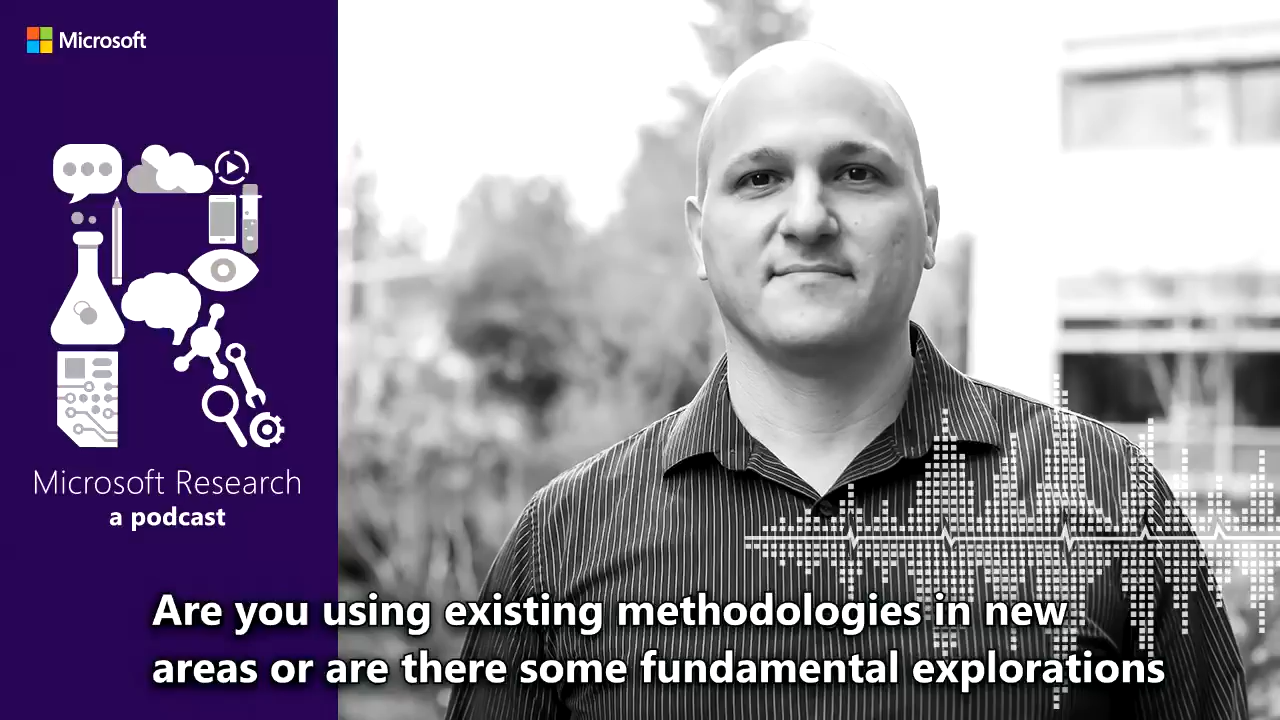 Microsoft
Microsoft Research
a podcast
Are you using existing methodologies in new
areas or are there some fundamental explorations